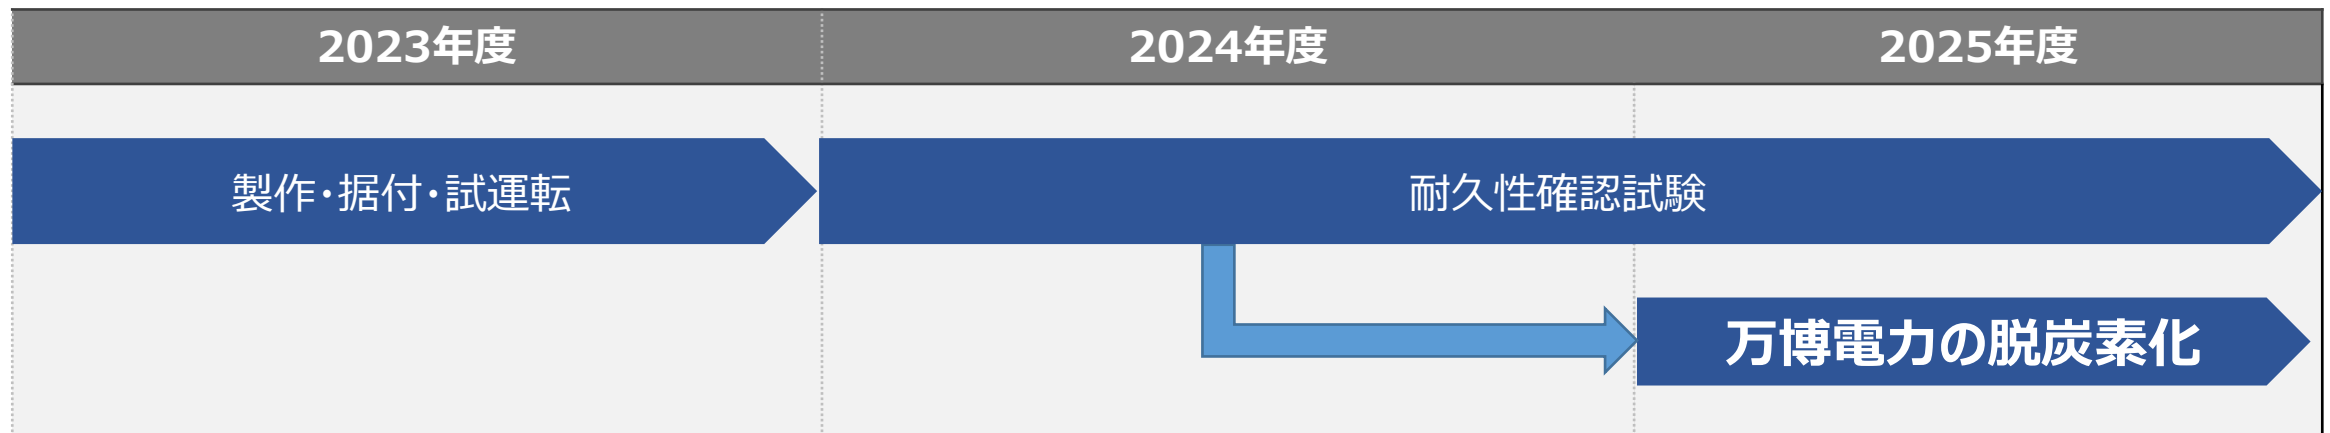 2023年度
2024年度
2025年度
製作・据付・試運転
耐久性確認試験
万博電力の脱炭素化